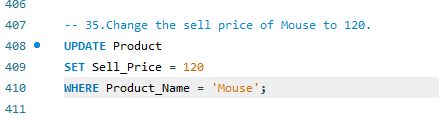 406
407 -- 35.Change the sell price of Mouse to 120.
408 UPDATE Product
409 SET Sell_Price = 120
410 WHERE Product_Name = 'Mouse';
411